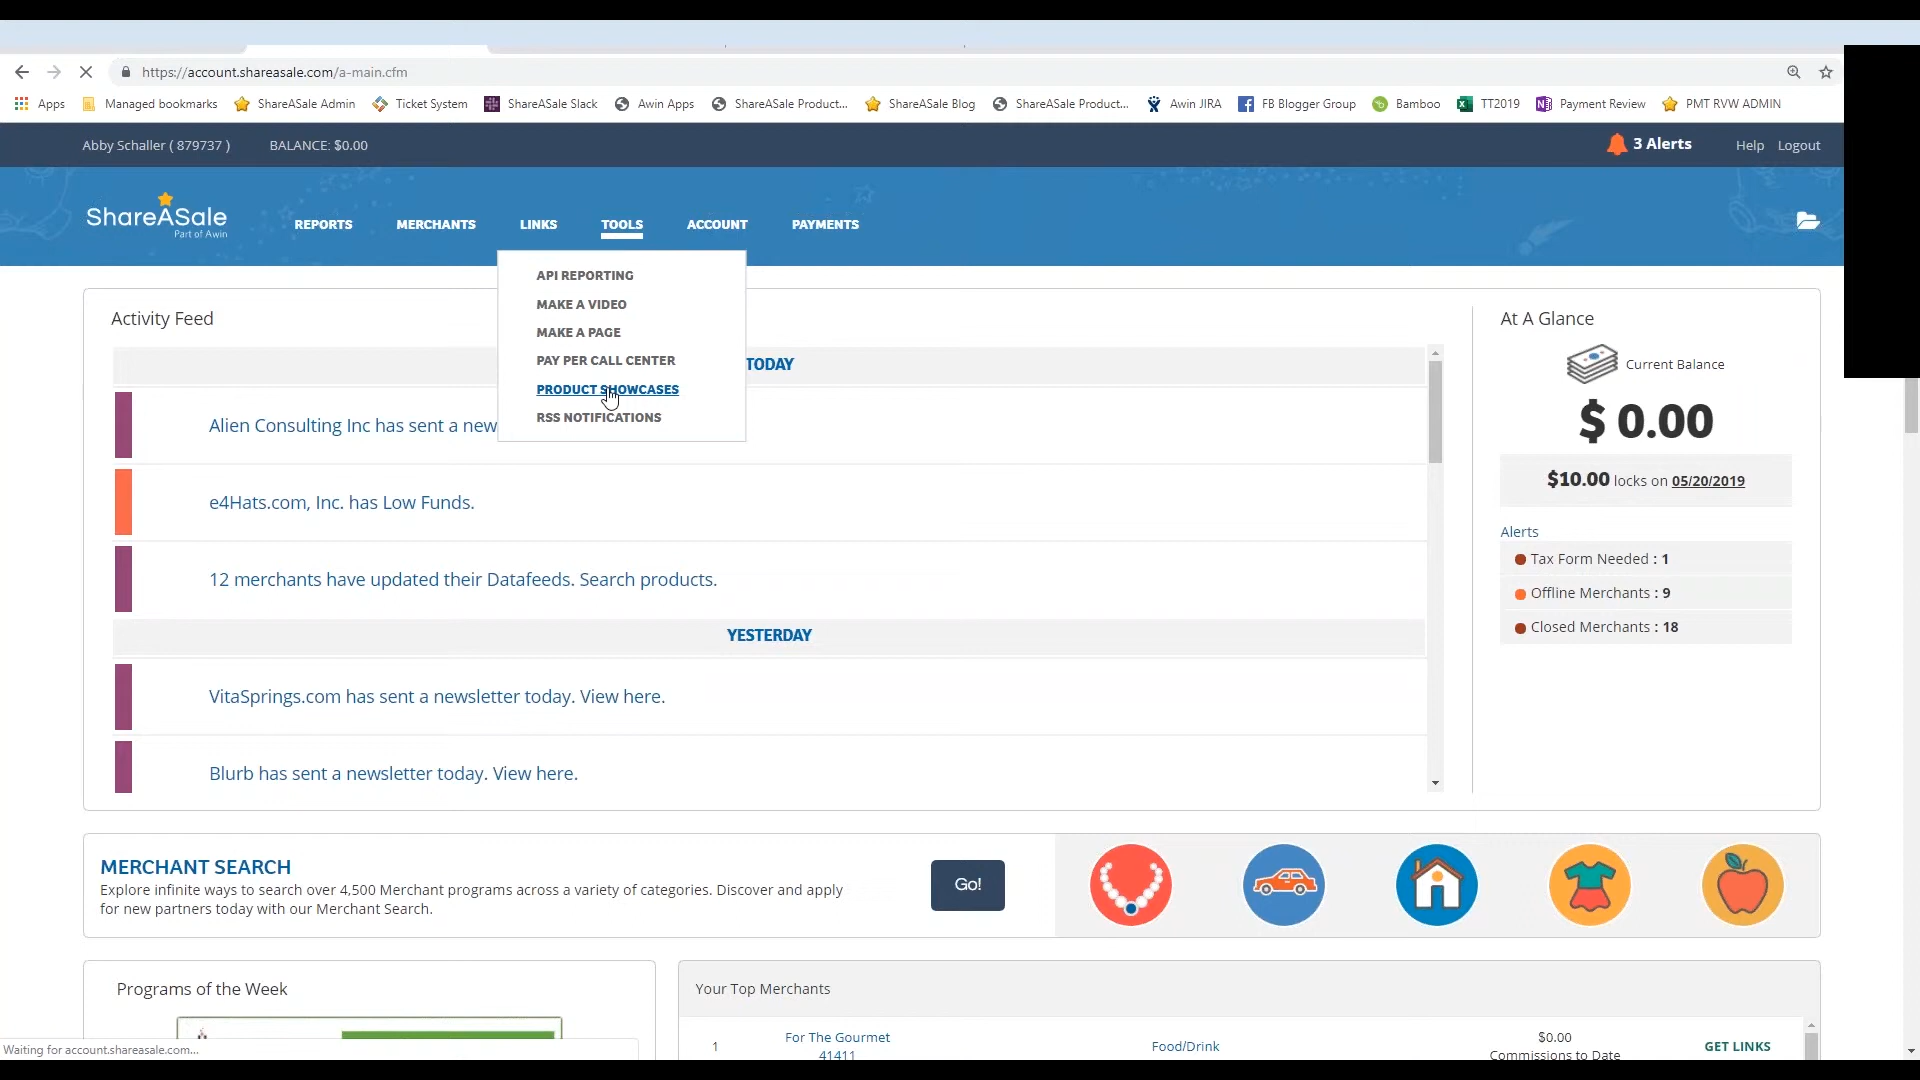 https://account.shareasale.com/a-main.cfm
Apps Managed bookmarks ShareASale Admin Ticket System ShareASale Slack Awin Apps ShareASale Product... ShareASale Blog ShareASale Product... Awin JIRA FB Blogger Group Bamboo TT2019 Payment Review PMT RVW ADMIN
Abby Schaller ( 879737 ) BALANCE: $0.00 3 Alerts Help Logout
ShareASale
Part of Awin
REPORTS MERCHANTS LINKS TOOLS ACCOUNT PAYMENTS
API REPORTING
MAKE A VIDEO
MAKE A PAGE
PAY PER CALL CENTER
PRODUCT SHOWCASES
RSS NOTIFICATIONS
Activity Feed
TODAY
Alien Consulting Inc has sent a new
e4Hats.com, Inc. has Low Funds.
12 merchants have updated their Datafeeds. Search products.
YESTERDAY
VitaSprings.com has sent a newsletter today. View here.
Blurb has sent a newsletter today. View here.
At A Glance
Current Balance
$ 0.00
$10.00 locks on 05/20/2019
Alerts
Tax Form Needed : 1
Offline Merchants : 9
Closed Merchants : 18
MERCHANT SEARCH
Explore infinite ways to search over 4,500 Merchant programs across a variety of categories. Discover and apply
for new partners today with our Merchant Search.
Go!
Programs of the Week
Your Top Merchants
1 For The Gourmet Food/Drink $0.00 GET LINKS
41411 Commissions to Date
Waiting for account.shareasale.com...